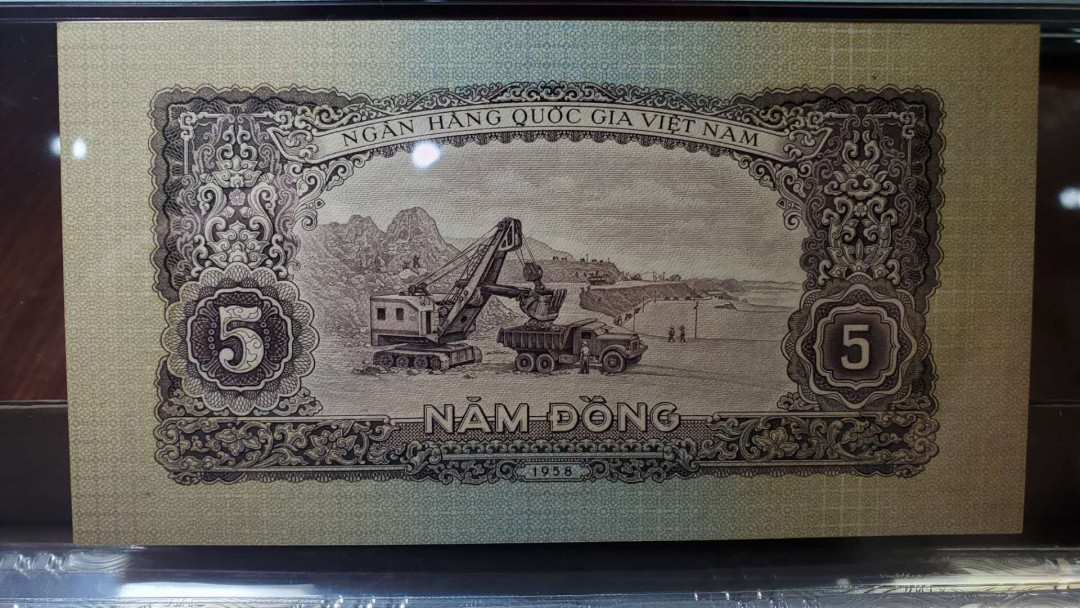 NGÂN HÀNG QUỐC GIA VIỆT NAM
5
5
NĂM ĐỒNG
1958